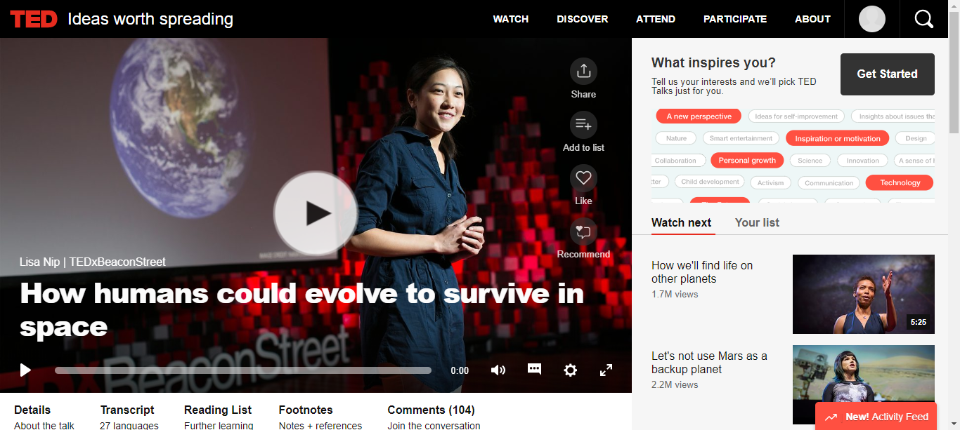 TED Ideas worth spreading
WATCH DISCOVER ATTEND PARTICIPATE ABOUT
Share
Add to list
Like
Recommend
Lisa Nip | TEDxBeaconStreet
How humans could evolve to survive in
space
BeaconStreet
0:00
Details
About the talk
Transcript
27 languages
Reading List
Further learning
Footnotes
Notes + references
Comments (104)
Join the conversation
What inspires you?
Tell us your interests and we'll pick TED
Talks just for you.
Get Started
A new perspective Ideas for self-improvement Insights about issues tha
Nature Smart entertainment Inspiration or motivation Design
Collaboration Personal growth Science Innovation A sense of
Child development Activism Communication Technology
Watch next Your list
How we'll find life on
other planets
1.7M views
5:25
Let's not use Mars as a
backup planet
2.2M views
New! Activity Feed